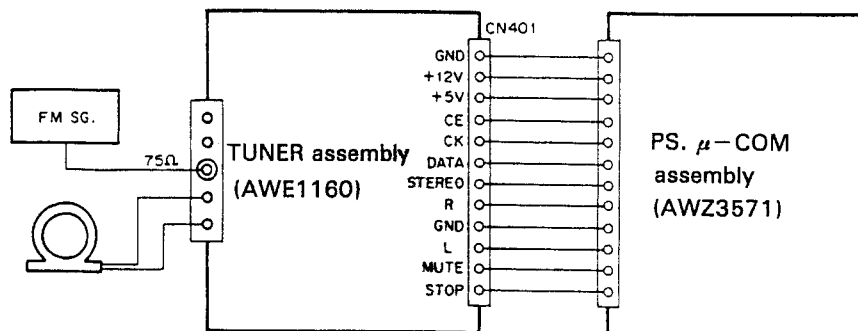 CN401
GND
+12V
+5V
CE
CK
DATA
STEREO
R
GND
L
MUTE
STOP
FM SG.
75Ω
TUNER assembly
(AWE1160)
PS. μ-COM
assembly
(AWZ3571)